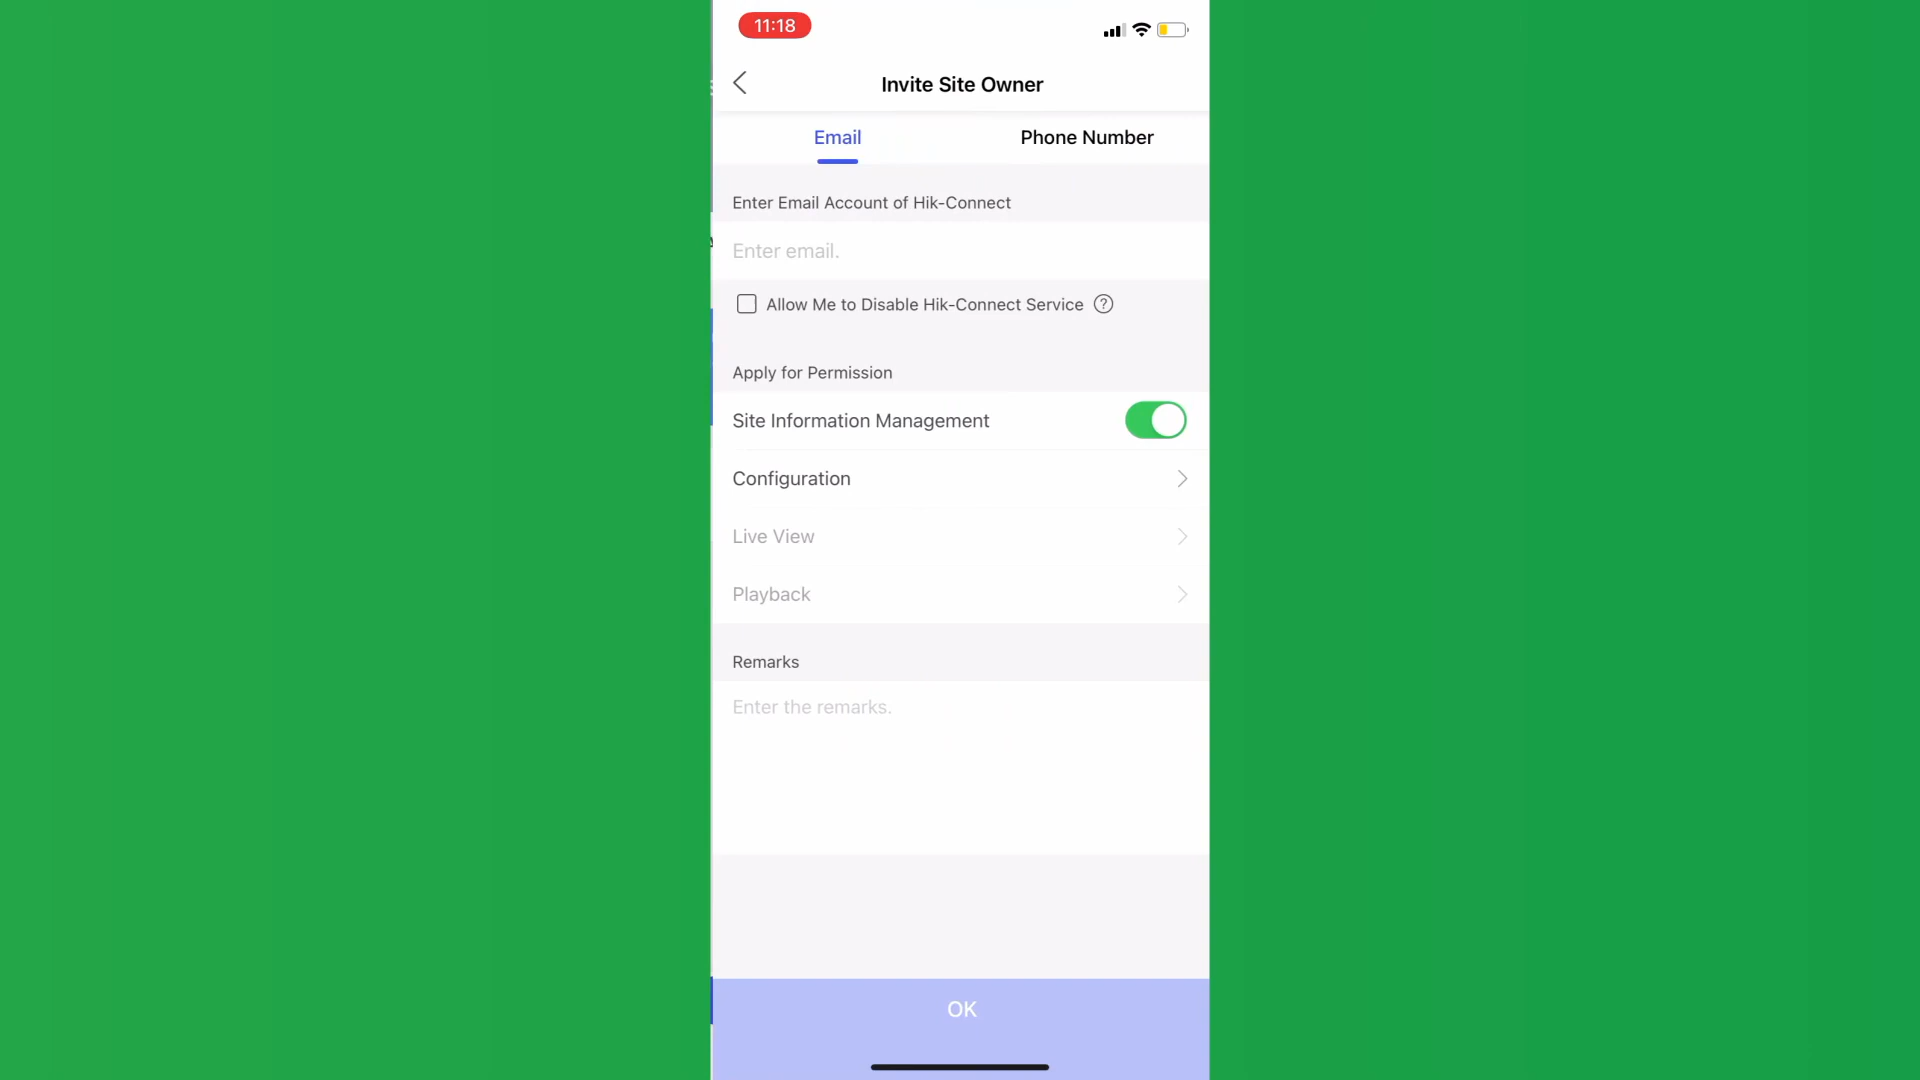 11:18
Invite Site Owner
Email
Phone Number
Enter Email Account of Hik-Connect
Enter email.
Allow Me to Disable Hik-Connect Service ?
Apply for Permission
Site Information Management
Configuration
Live View
Playback
Remarks
Enter the remarks.
OK